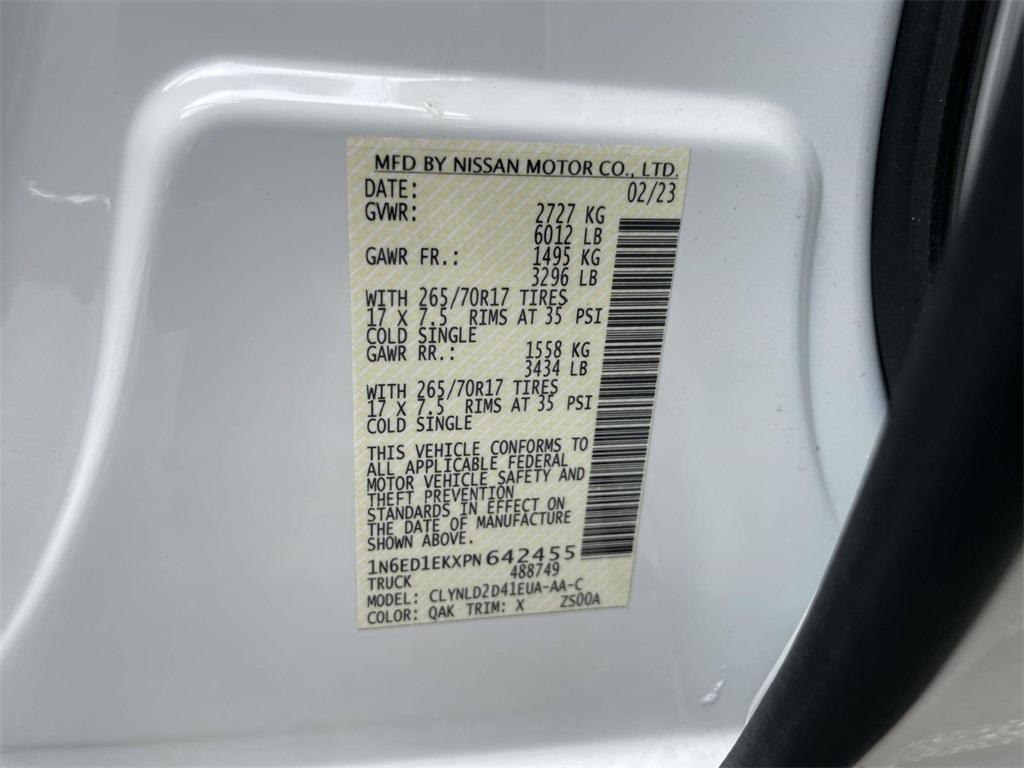 MFD BY NISSAN MOTOR CO., LTD.
DATE: 02/23
GVWR: 2727 KG
6012 LB
GAWR FR.: 1495 KG
3296 LB
WITH 265/70R17 TIRES
17 X 7.5 RIMS AT 35 PSI
COLD SINGLE
GAWR RR.: 1558 KG
3434 LB
WITH 265/70R17 TIRES
17 X 7.5 RIMS AT 35 PSI
COLD SINGLE
THIS VEHICLE CONFORMS TO
ALL APPLICABLE FEDERAL
MOTOR VEHICLE SAFETY AND
THEFT PREVENTION
STANDARDS IN EFFECT ON
THE DATE OF MANUFACTURE
SHOWN ABOVE.
1N6ED1EKXPN642455
TRUCK 488749
MODEL: CLYNLD2D41EUA-AA-C
COLOR: QAK TRIM: X ZS00A